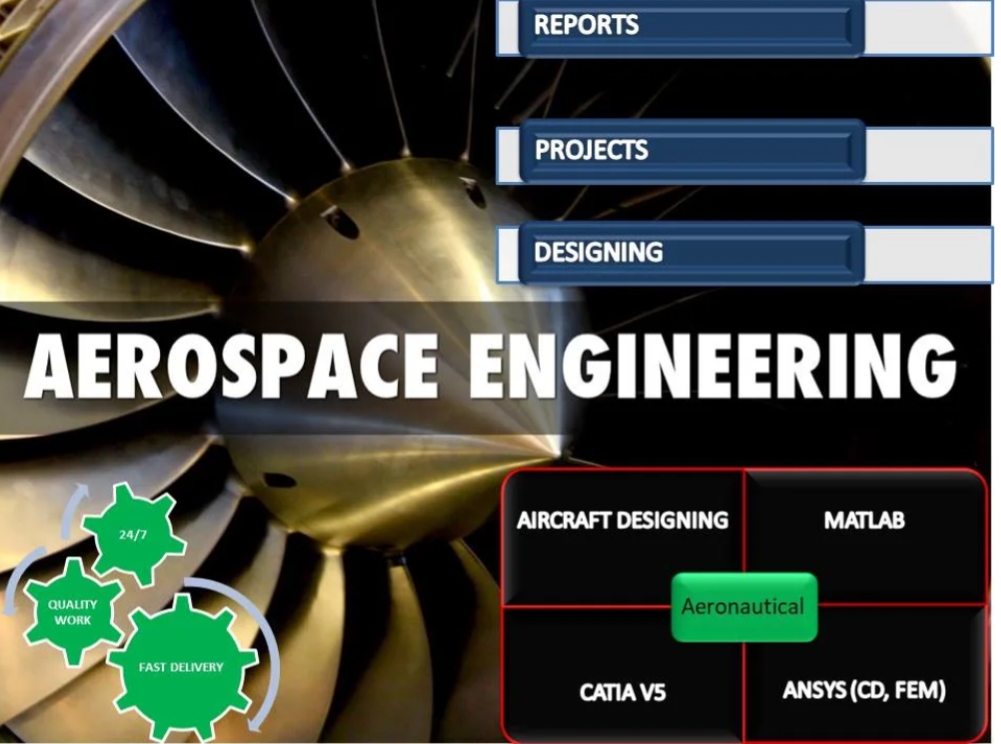 REPORTS
PROJECTS
DESIGNING
AEROSPACE ENGINEERING
24/7
QUALITY
WORK
FAST DELIVERY
AIRCRAFT DESIGNING
MATLAB
Aeronautical
CATIA V5
ANSYS (CD, FEM)